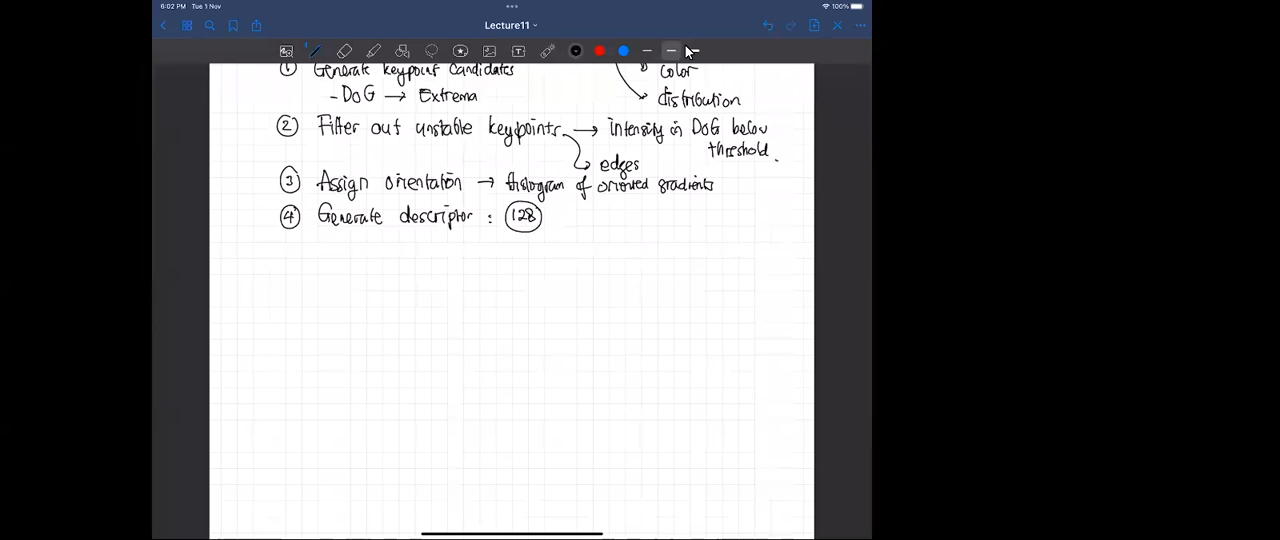 6:02 PM Tue 1 Nov
100%
Lecture11
① Generate keypoint candidates
color
- DoG → Extrema
distribution
② Filter out unstable keypoints → intensity in DoG below threshold.
edges
③ Assign orientation → Histogram of oriented gradients
④ Generate descriptor : 128